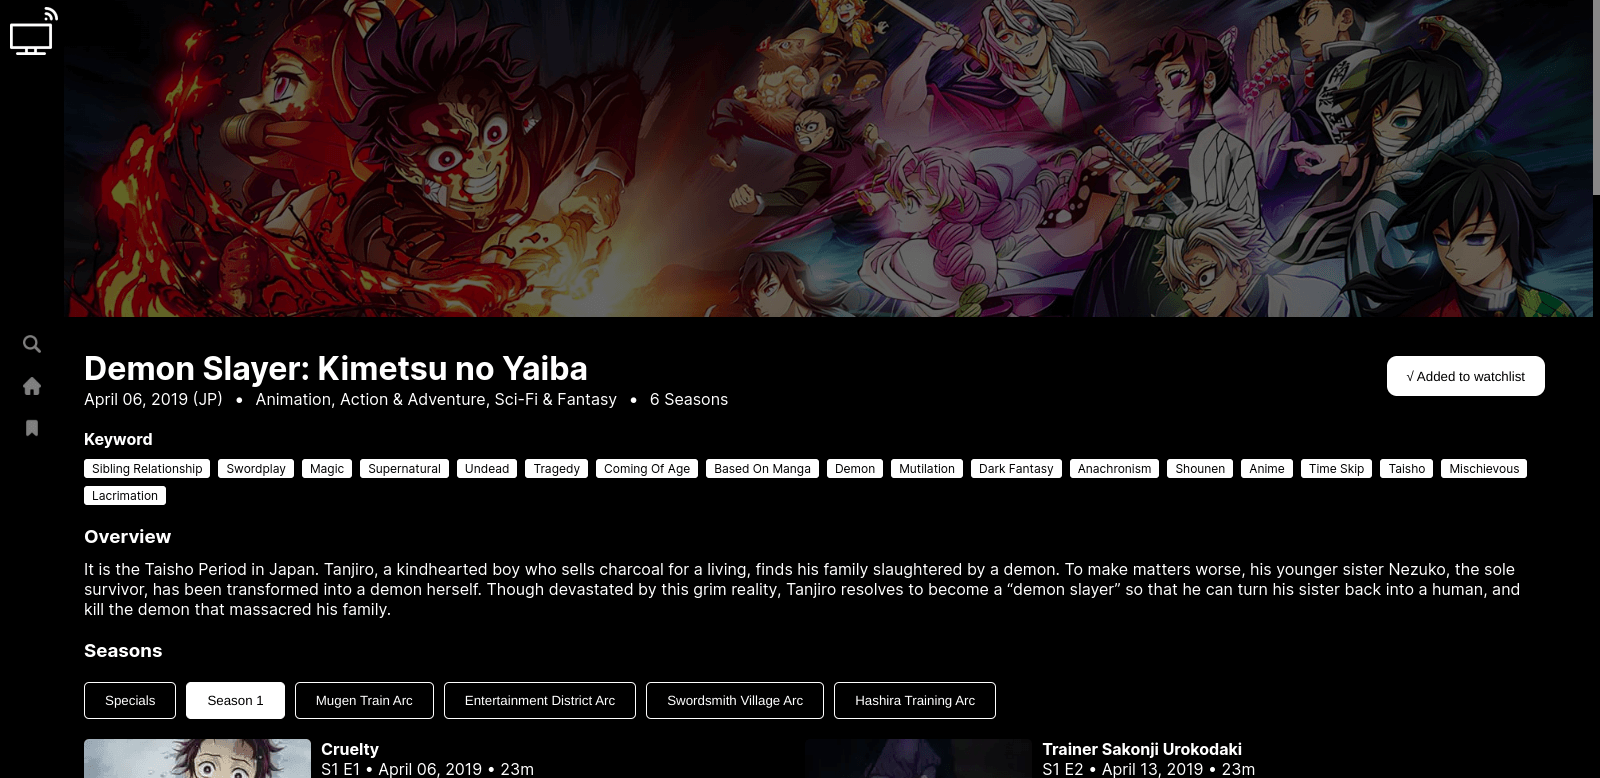 Demon Slayer: Kimetsu no Yaiba
√ Added to watchlist
April 06, 2019 (JP) • Animation, Action & Adventure, Sci-Fi & Fantasy • 6 Seasons
Keyword
Sibling Relationship Swordplay Magic Supernatural Undead Tragedy Coming Of Age Based On Manga Demon Mutilation Dark Fantasy Anachronism Shounen Anime Time Skip Taisho Mischievous
Lacrimation
Overview
It is the Taisho Period in Japan. Tanjiro, a kindhearted boy who sells charcoal for a living, finds his family slaughtered by a demon. To make matters worse, his younger sister Nezuko, the sole
survivor, has been transformed into a demon herself. Though devastated by this grim reality, Tanjiro resolves to become a “demon slayer” so that he can turn his sister back into a human, and
kill the demon that massacred his family.
Seasons
Specials Season 1 Mugen Train Arc Entertainment District Arc Swordsmith Village Arc Hashira Training Arc
Cruelty
S1 E1 • April 06, 2019 • 23m
Trainer Sakonji Urokodaki
S1 E2 • April 13, 2019 • 23m